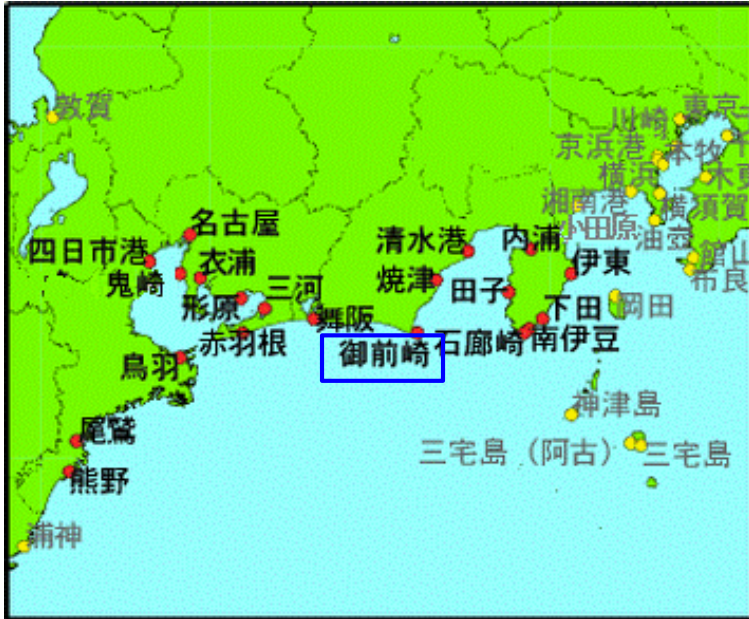 敦賀
川崎
東京
京浜港
本牧
横浜
木更
湘南港
横須賀
小田原
油壺
館山
布良
名古屋
四日市港
鬼崎
衣浦
清水港
内浦
伊東
焼津
田子
岡田
形原
三河
舞阪
下田
赤羽根
御前崎
石廊崎
南伊豆
鳥羽
神津島
尾鷲
三宅島（阿古）
三宅島
熊野
浦神